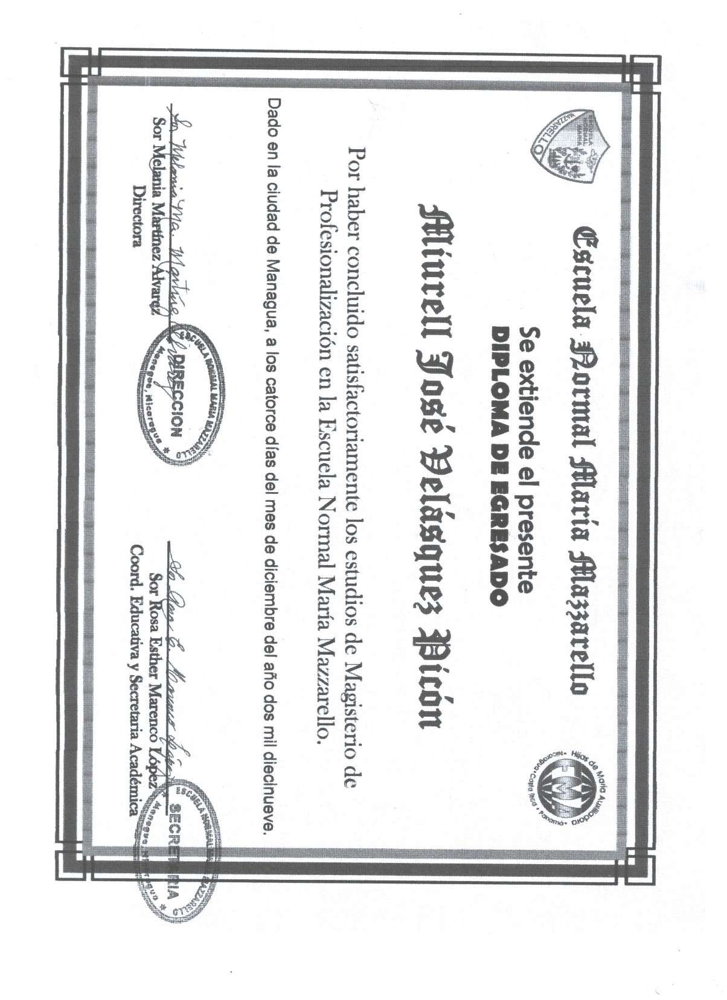 Escuela Normal María Mazzarello
ESCUELA
NORMAL
MARIA
MAZZARELLO
Hijas de María Auxiliadora
Nicaragua • Costa Rica • Panamá •
FMA
Se extiende el presente
DIPLOMA DE EGRESADO
Miurell José Velásquez Picón
Por haber concluido satisfactoriamente los estudios de Magisterio de
Profesionalización en la Escuela Normal María Mazzarello.
Dado en la ciudad de Managua, a los catorce días del mes de diciembre del año dos mil diecinueve.
Sor Melania Martínez Alvarez
Directora
ESCUELA NORMAL MARIA MAZZARELLO
DIRECCION
Managua, Nicaragua
Sor Rosa Esther Marenco López
Coord. Educativa y Secretaria Académica
ESCUELA NORMAL MAZZARELLO
SECRETARIA
Managua, Nicaragua